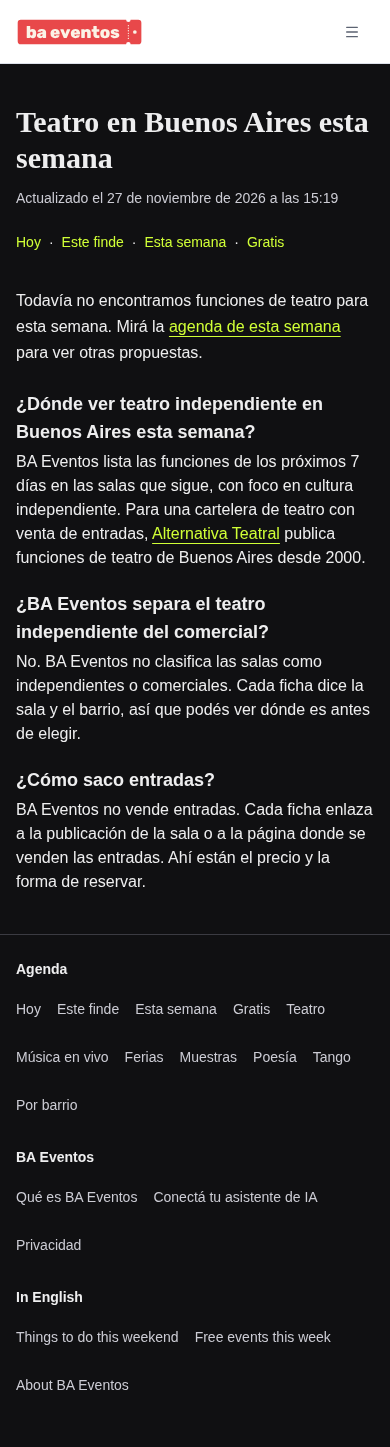 ba eventos
Teatro en Buenos Aires esta
semana
Actualizado el 27 de noviembre de 2026 a las 15:19
Hoy · Este finde · Esta semana · Gratis
Todavía no encontramos funciones de teatro para
esta semana. Mirá la agenda de esta semana
para ver otras propuestas.
¿Dónde ver teatro independiente en
Buenos Aires esta semana?
BA Eventos lista las funciones de los próximos 7
días en las salas que sigue, con foco en cultura
independiente. Para una cartelera de teatro con
venta de entradas, Alternativa Teatral publica
funciones de teatro de Buenos Aires desde 2000.
¿BA Eventos separa el teatro
independiente del comercial?
No. BA Eventos no clasifica las salas como
independientes o comerciales. Cada ficha dice la
sala y el barrio, así que podés ver dónde es antes
de elegir.
¿Cómo saco entradas?
BA Eventos no vende entradas. Cada ficha enlaza
a la publicación de la sala o a la página donde se
venden las entradas. Ahí están el precio y la
forma de reservar.
Agenda
Hoy Este finde Esta semana Gratis Teatro
Música en vivo Ferias Muestras Poesía Tango
Por barrio
BA Eventos
Qué es BA Eventos Conectá tu asistente de IA
Privacidad
In English
Things to do this weekend Free events this week
About BA Eventos